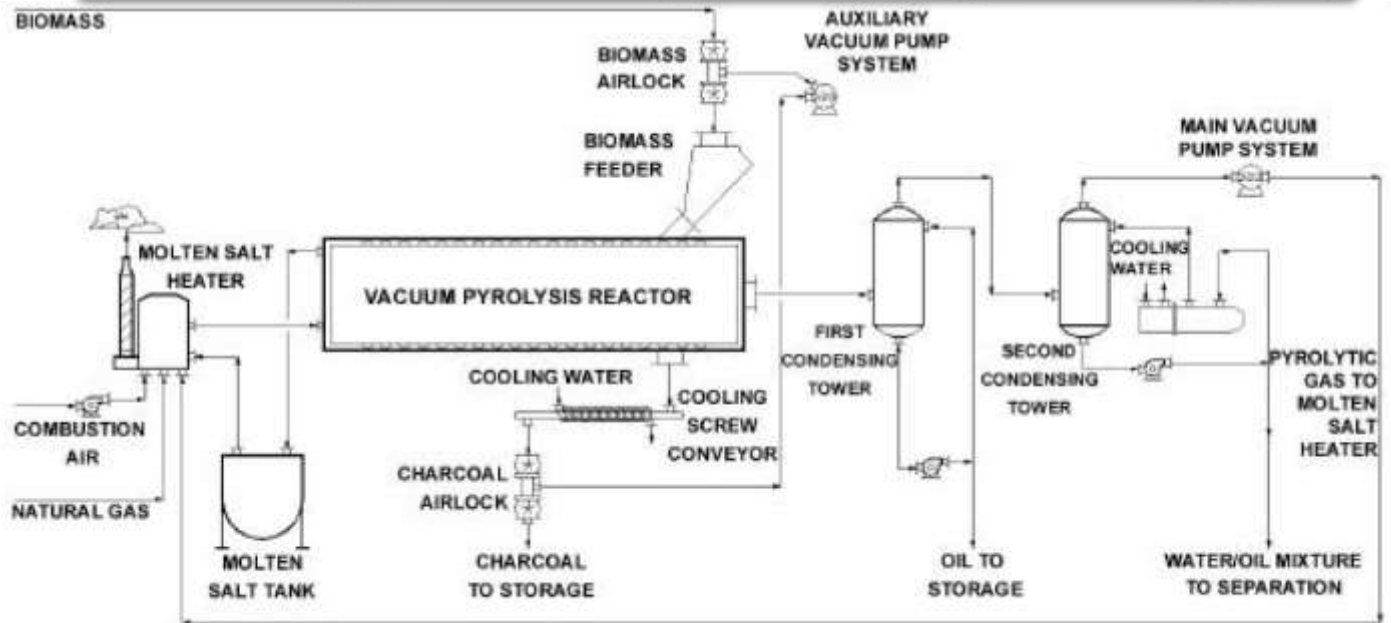 BIOMASS
BIOMASS
AIRLOCK
AUXILIARY
VACUUM PUMP
SYSTEM
BIOMASS
FEEDER
MAIN VACUUM
PUMP SYSTEM
MOLTEN SALT
HEATER
VACUUM PYROLYSIS REACTOR
COOLING
WATER
FIRST
CONDENSING
TOWER
SECOND
CONDENSING
TOWER
PYROLYTIC
GAS TO
MOLTEN
SALT
HEATER
COOLING WATER
COOLING
SCREW
CONVEYOR
COMBUSTION
AIR
CHARCOAL
AIRLOCK
NATURAL GAS
MOLTEN
SALT TANK
CHARCOAL
TO STORAGE
OIL TO
STORAGE
WATER/OIL MIXTURE
TO SEPARATION